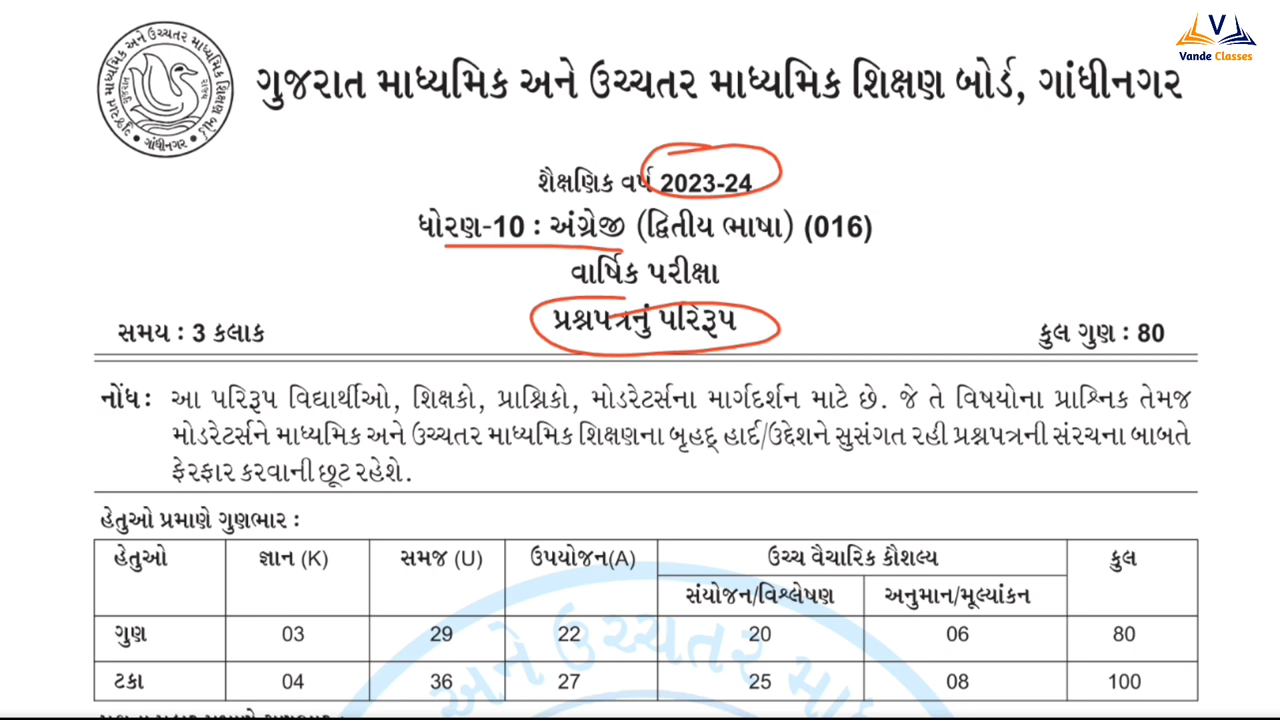 V
Vande Classes
ગુજરાત માધ્યમિક અને ઉચ્ચતર માધ્યમિક શિક્ષણ બોર્ડ, ગાંધીનગર
શૈક્ષણિક વર્ષ 2023-24
ધોરણ-10 : અંગ્રેજી (દ્વિતીય ભાષા) (016)
વાર્ષિક પરીક્ષા
પ્રશ્નપત્રનું પરિરૂપ
સમય : 3 કલાક કુલ ગુણ : 80
નોંધ : આ પરિરૂપ વિદ્યાર્થીઓ, શિક્ષકો, પ્રાશ્નિકો, મોડરેટર્સના માર્ગદર્શન માટે છે. જે તે વિષયોના પ્રાશ્નિક તેમજ
મોડરેટર્સને માધ્યમિક અને ઉચ્ચતર માધ્યમિક શિક્ષણના બૃહદ્ હાર્દ/ઉદ્દેશને સુસંગત રહી પ્રશ્નપત્રની સંરચના બાબતે
ફેરફાર કરવાની છૂટ રહેશે.
હેતુઓ પ્રમાણે ગુણભાર :
હેતુઓ જ્ઞાન (K) સમજ (U) ઉપયોજન(A) ઉચ્ચ વૈચારિક કૌશલ્ય કુલ
સંયોજન/વિશ્લેષણ અનુમાન/મૂલ્યાંકન
ગુણ 03 29 22 20 06 80
ટકા 04 36 27 25 08 100